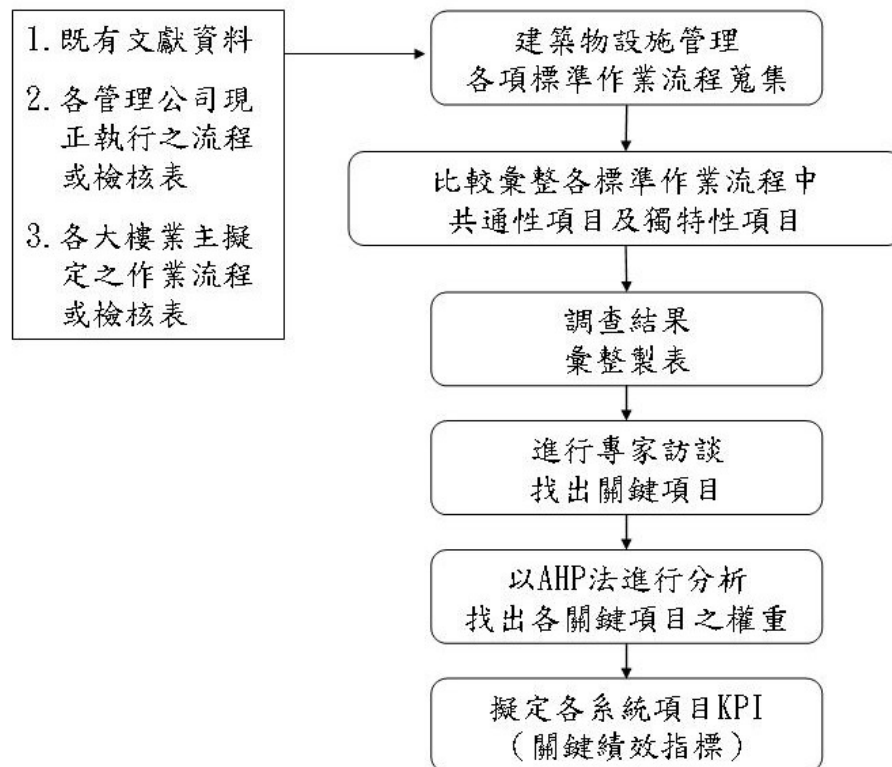 1.既有文獻資料
2.各管理公司現
正執行之流程
或檢核表
3.各大樓業主擬
定之作業流程
或檢核表
建築物設施管理
各項標準作業流程蒐集
比較彙整各標準作業流程中
共通性項目及獨特性項目
調查結果
彙整製表
進行專家訪談
找出關鍵項目
以AHP法進行分析
找出各關鍵項目之權重
擬定各系統項目KPI
（關鍵績效指標）